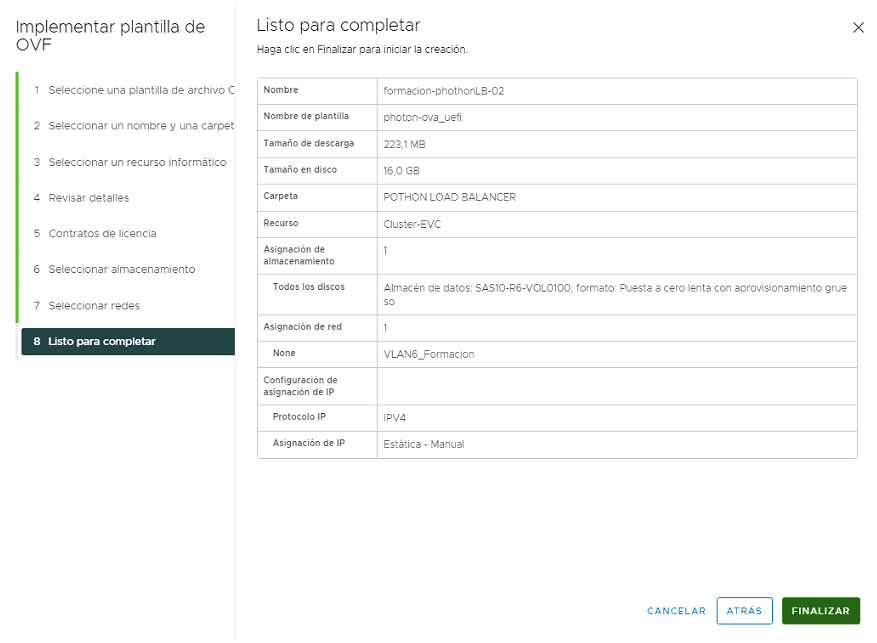 Implementar plantilla de
OVF
1 Seleccione una plantilla de archivo O
2 Seleccionar un nombre y una carpet
3 Seleccionar un recurso informático
4 Revisar detalles
5 Contratos de licencia
6 Seleccionar almacenamiento
7 Seleccionar redes
8 Listo para completar
Listo para completar
Haga clic en Finalizar para iniciar la creación.
Nombre formacion-phothonLB-02
Nombre de plantilla photon-ova_uefi
Tamaño de descarga 223,1 MB
Tamaño en disco 16,0 GB
Carpeta POTHON LOAD BALANCER
Recurso Cluster-EVC
Asignación de
almacenamiento 1
Todos los discos Almacén de datos: SAS10-R6-VOL0100; formato: Puesta a cero lenta con aprovisionamiento grue
so
Asignación de red 1
None VLAN6_Formacion
Configuración de
asignación de IP
Protocolo IP IPV4
Asignación de IP Estática - Manual
CANCELAR ATRÁS FINALIZAR